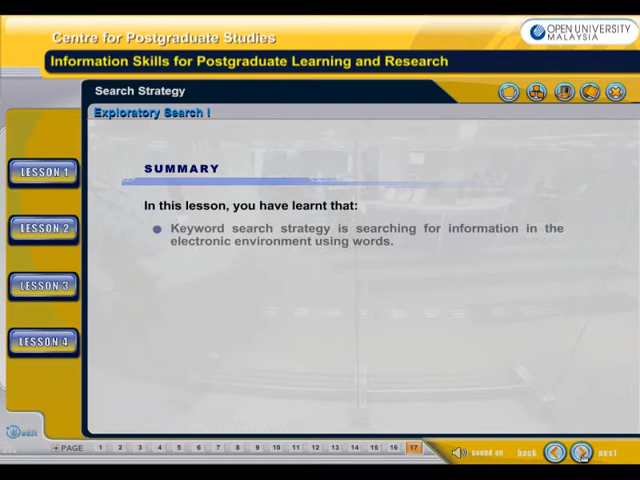 OPEN UNIVERSITY
MALAYSIA
Centre for Postgraduate Studies
Information Skills for Postgraduate Learning and Research
Search Strategy
Exploratory Search I
LESSON 1
LESSON 2
LESSON 3
LESSON 4
SUMMARY
In this lesson, you have learnt that:
Keyword search strategy is searching for information in the
electronic environment using words.
PAGE 1 2 3 4 5 6 7 8 9 10 11 12 13 14 15 16 17
sound on
back
next